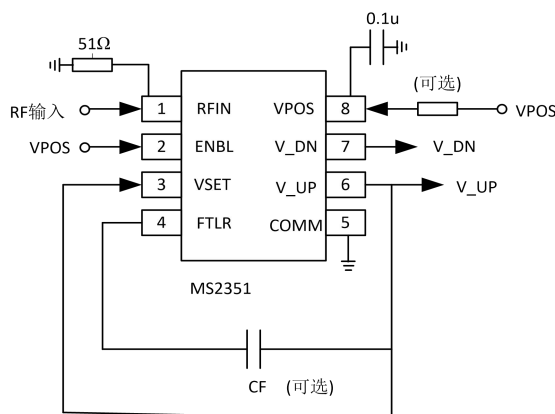 0.1u
51Ω
(可选)
RF输入
1
RFIN
VPOS
8
VPOS
VPOS
2
ENBL
V_DN
7
V_DN
3
VSET
V_UP
6
V_UP
4
FTLR
COMM
5
MS2351
CF (可选)